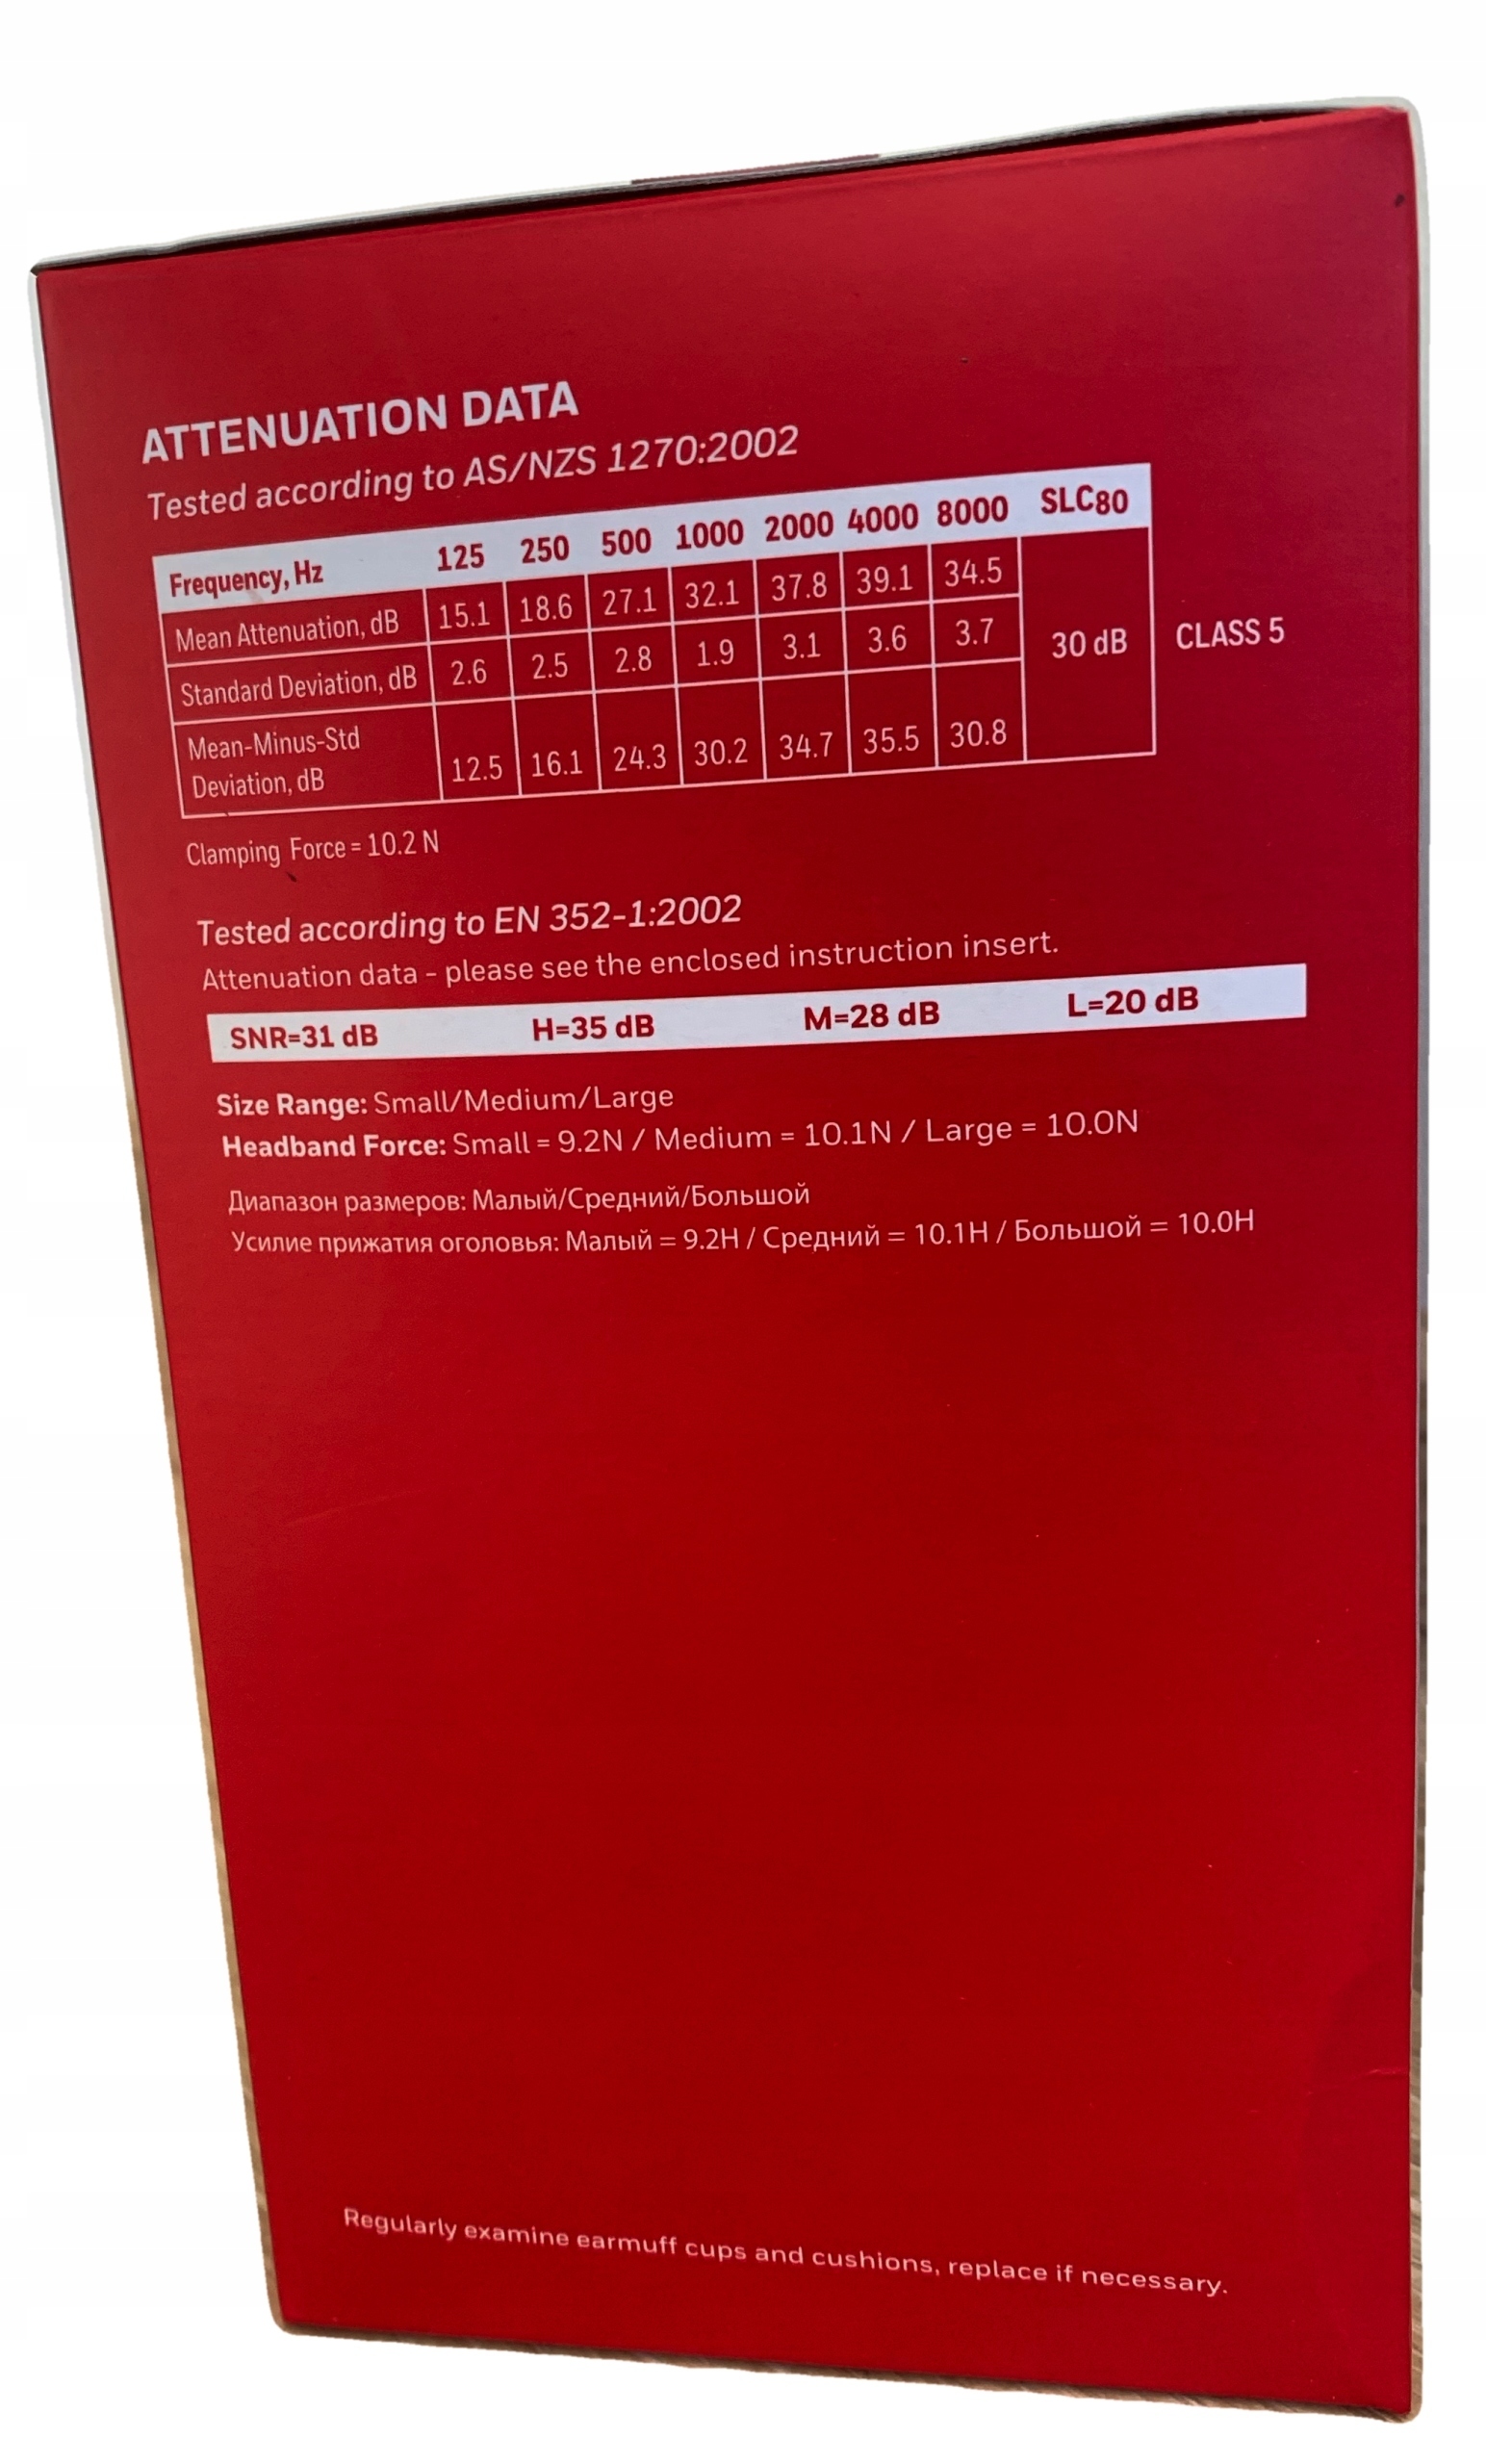 ATTENUATION DATA
Tested according to AS/NZS 1270:2002
Frequency, Hz 125 250 500 1000 2000 4000 8000 SLC80
Mean Attenuation, dB 15.1 18.6 27.1 32.1 37.8 39.1 34.5
Standard Deviation, dB 2.6 2.5 2.8 1.9 3.1 3.6 3.7 30 dB CLASS 5
Mean-Minus-Std
Deviation, dB 12.5 16.1 24.3 30.2 34.7 35.5 30.8
Clamping Force = 10.2 N
Tested according to EN 352-1:2002
Attenuation data - please see the enclosed instruction insert.
SNR=31 dB H=35 dB M=28 dB L=20 dB
Size Range: Small/Medium/Large
Headband Force: Small = 9.2N / Medium = 10.1N / Large = 10.0N
Диапазон размеров: Малый/Средний/Большой
Усилие прижатия оголовья: Малый = 9.2Н / Средний = 10.1Н / Большой = 10.0Н
Regularly examine earmuff cups and cushions, replace if necessary.